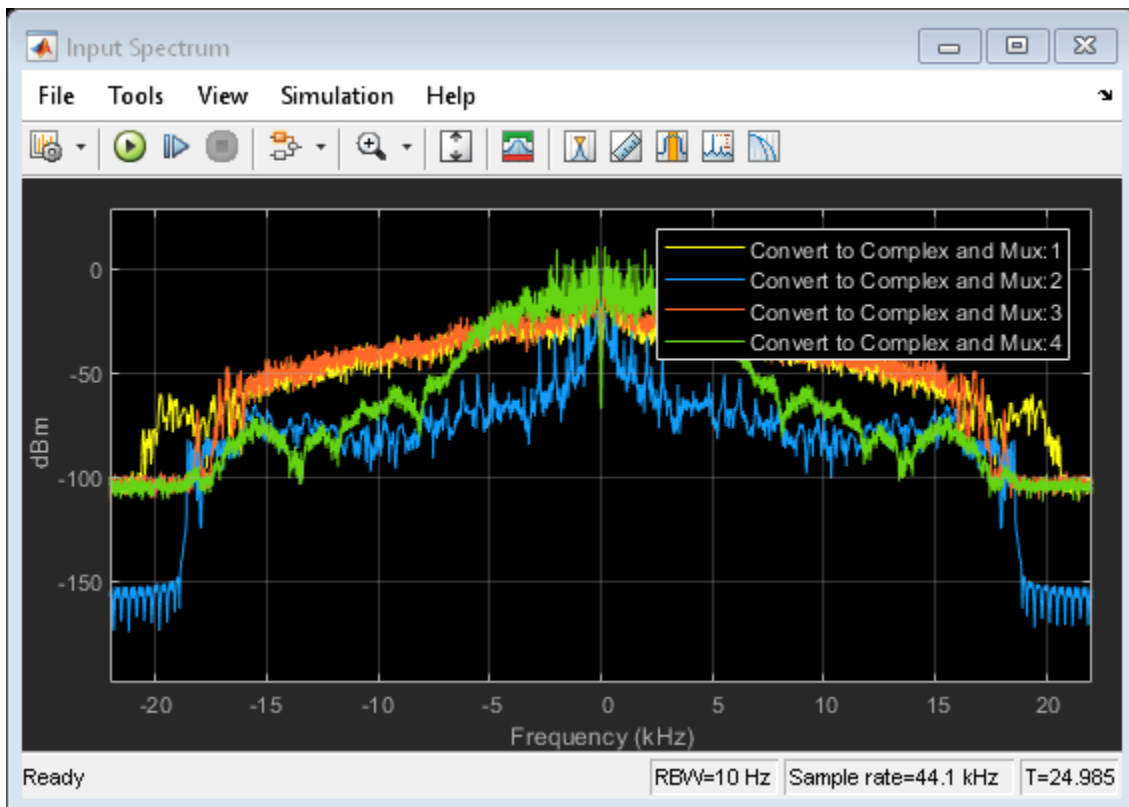 Input Spectrum
File Tools View Simulation Help
0
-50
-100
-150
dBm
Convert to Complex and Mux:1
Convert to Complex and Mux:2
Convert to Complex and Mux:3
Convert to Complex and Mux:4
-20 -15 -10 -5 0 5 10 15 20
Frequency (kHz)
Ready RBW=10 Hz Sample rate=44.1 kHz T=24.985